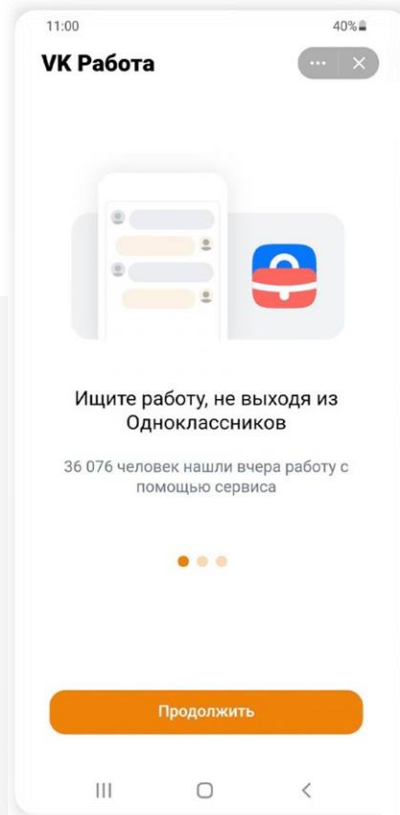 11:00 40%
VK Работа
Ищите работу, не выходя из
Одноклассников
36 076 человек нашли вчера работу с
помощью сервиса
Продолжить